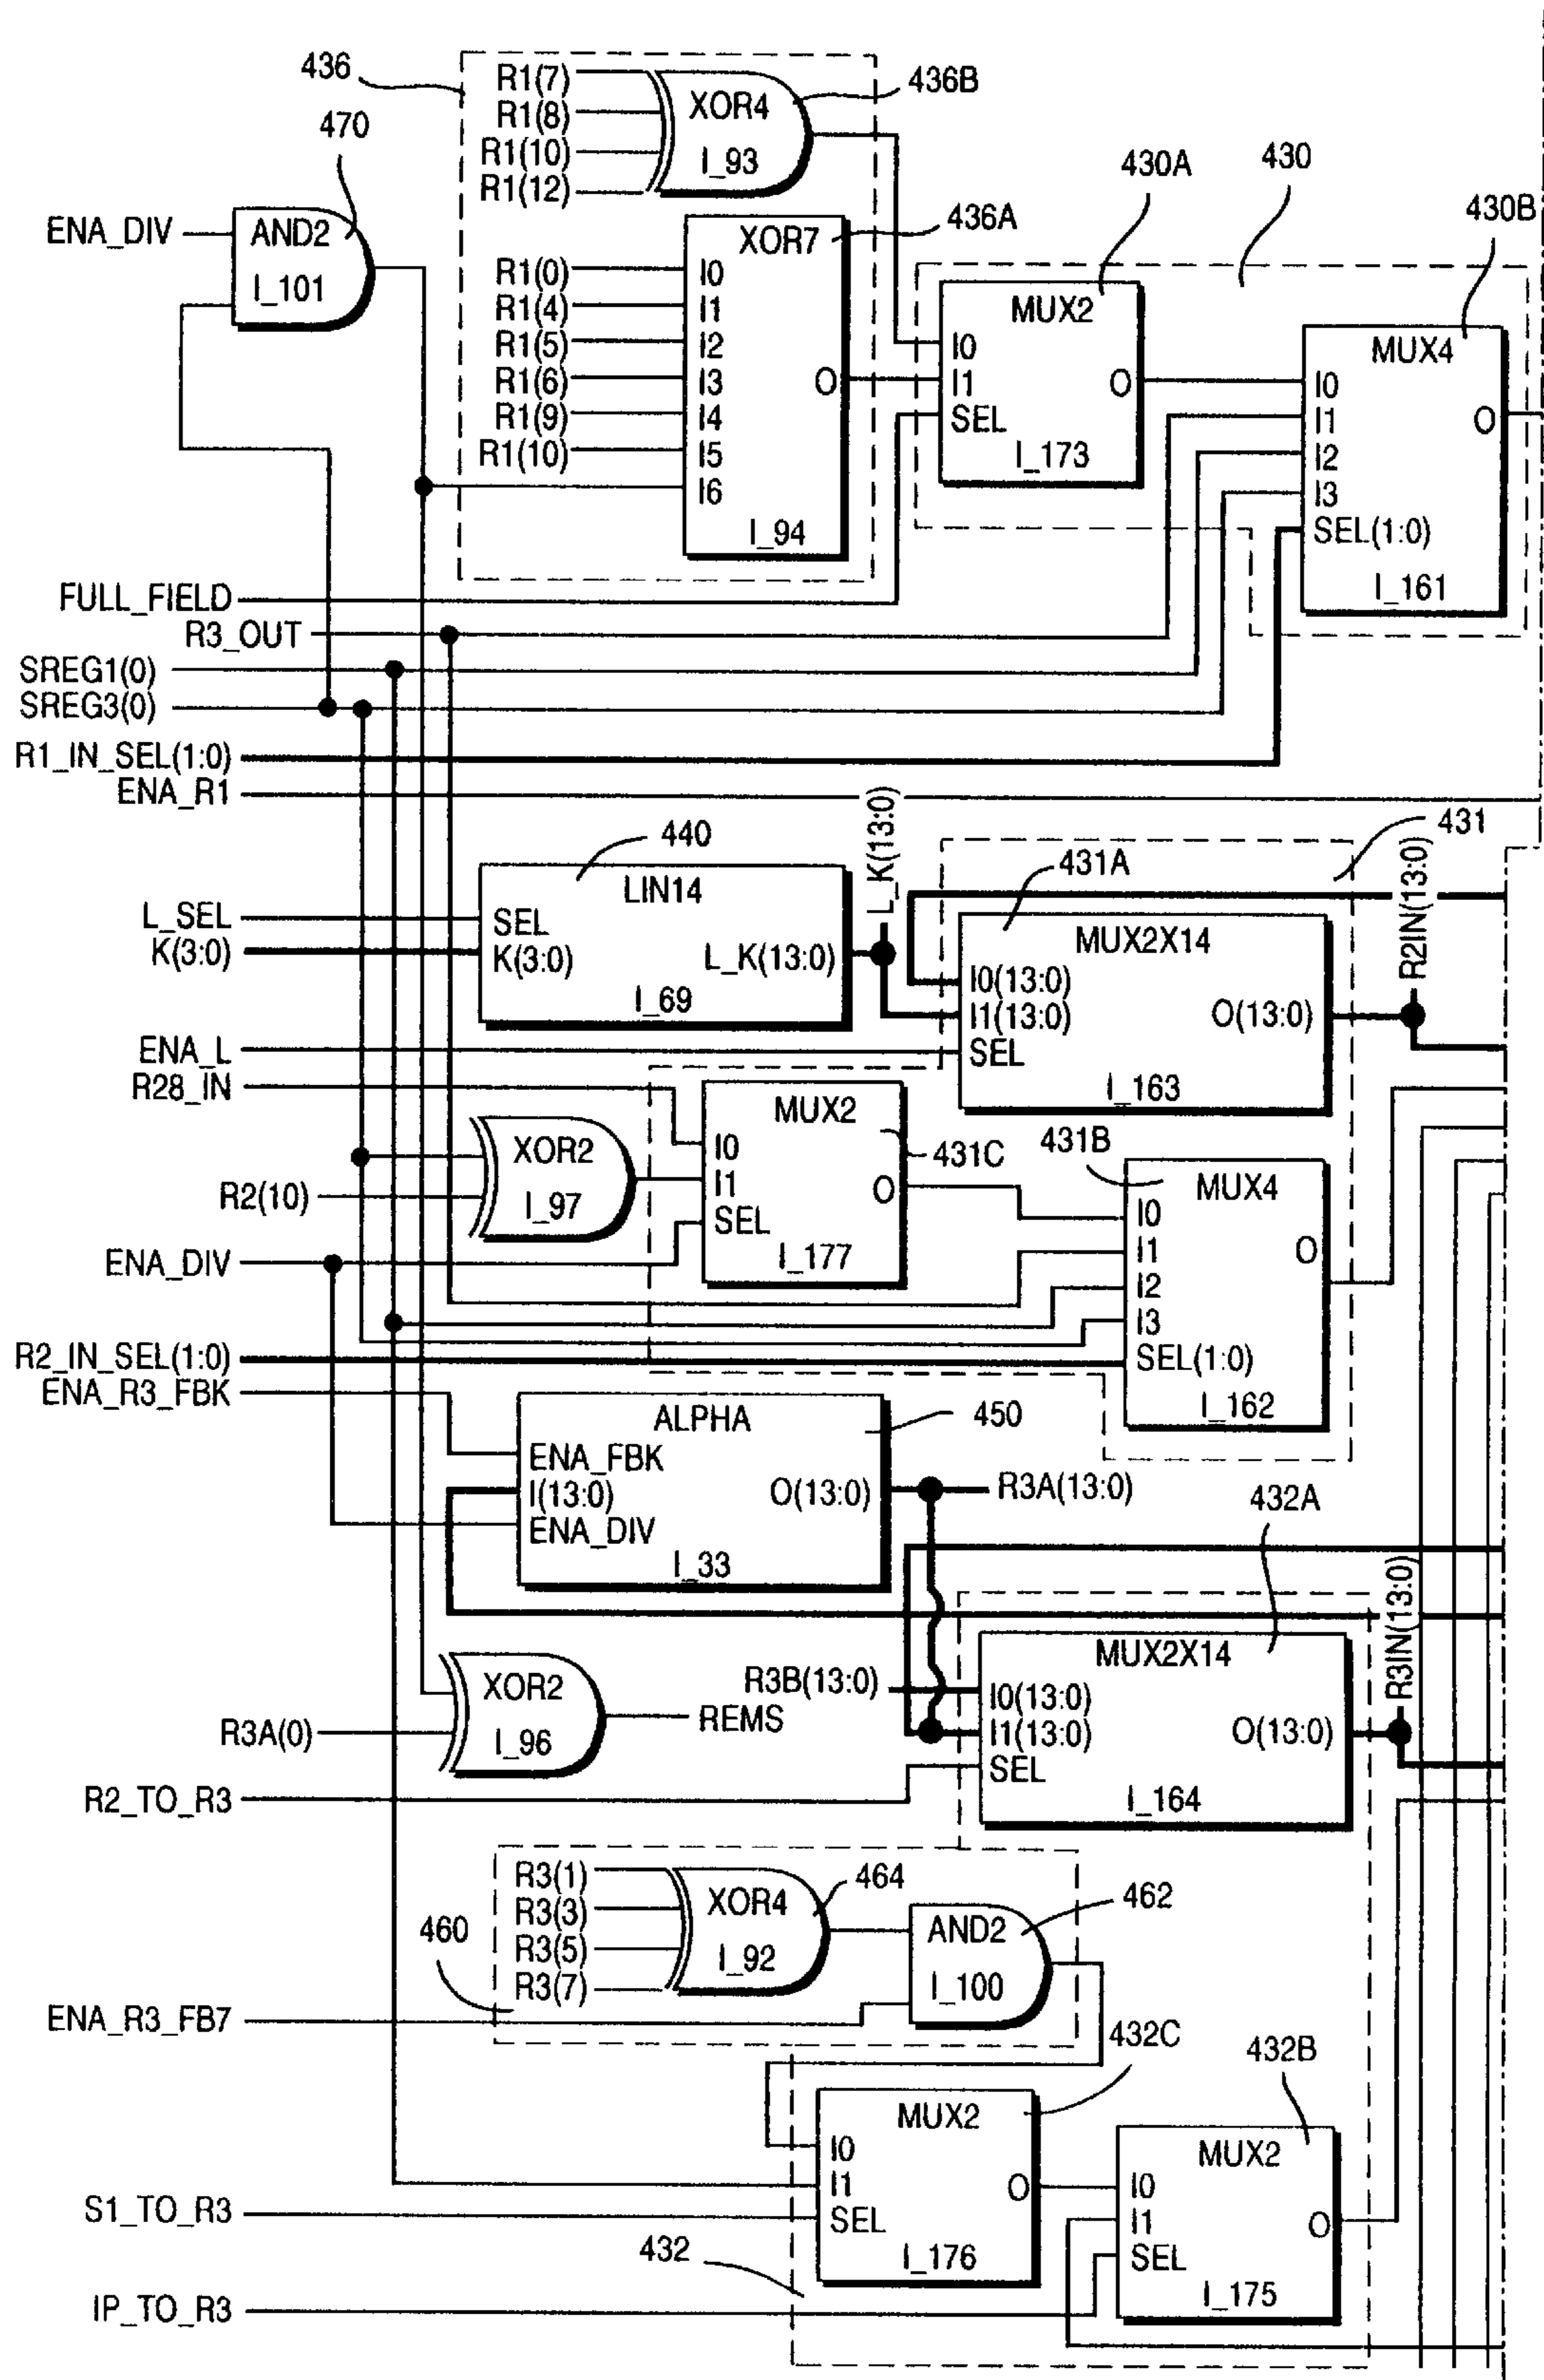 436
R1(7)
R1(8)
R1(10)
R1(12)
XOR4
I_93
436B
470
ENA_DIV
AND2
I_101
430A
430
430B
XOR7
436A
R1(0)
R1(4)
R1(5)
R1(6)
R1(9)
R1(10)
I0
I1
I2
I3
I4
I5
I6
O
I_94
MUX2
I0
I1
SEL
O
I_173
MUX4
I0
I1
I2
I3
SEL(1:0)
O
I_161
FULL_FIELD
R3_OUT
SREG1(0)
SREG3(0)
R1_IN_SEL(1:0)
ENA_R1
440
LIN14
L_SEL
K(3:0)
SEL
K(3:0)
L_K(13:0)
I_69
L_K(13:0)
431A
431
R2IN(13:0)
MUX2X14
I0(13:0)
I1(13:0)
SEL
O(13:0)
I_163
ENA_L
R28_IN
XOR2
I_97
R2(10)
MUX2
I0
I1
SEL
O
I_177
431C
431B
MUX4
I0
I1
I2
I3
SEL(1:0)
O
I_162
ENA_DIV
R2_IN_SEL(1:0)
ENA_R3_FBK
ALPHA
450
ENA_FBK
I(13:0)
ENA_DIV
O(13:0)
I_33
R3A(13:0)
432A
R3IN(13:0)
MUX2X14
R3B(13:0)
I0(13:0)
I1(13:0)
SEL
O(13:0)
I_164
XOR2
I_96
R3A(0)
REMS
R2_TO_R3
R3(1)
R3(3)
R3(5)
R3(7)
XOR4
I_92
464
AND2
I_100
462
460
ENA_R3_FB7
432C
432B
MUX2
I0
I1
SEL
O
I_176
MUX2
I0
I1
SEL
O
I_175
S1_TO_R3
432
IP_TO_R3